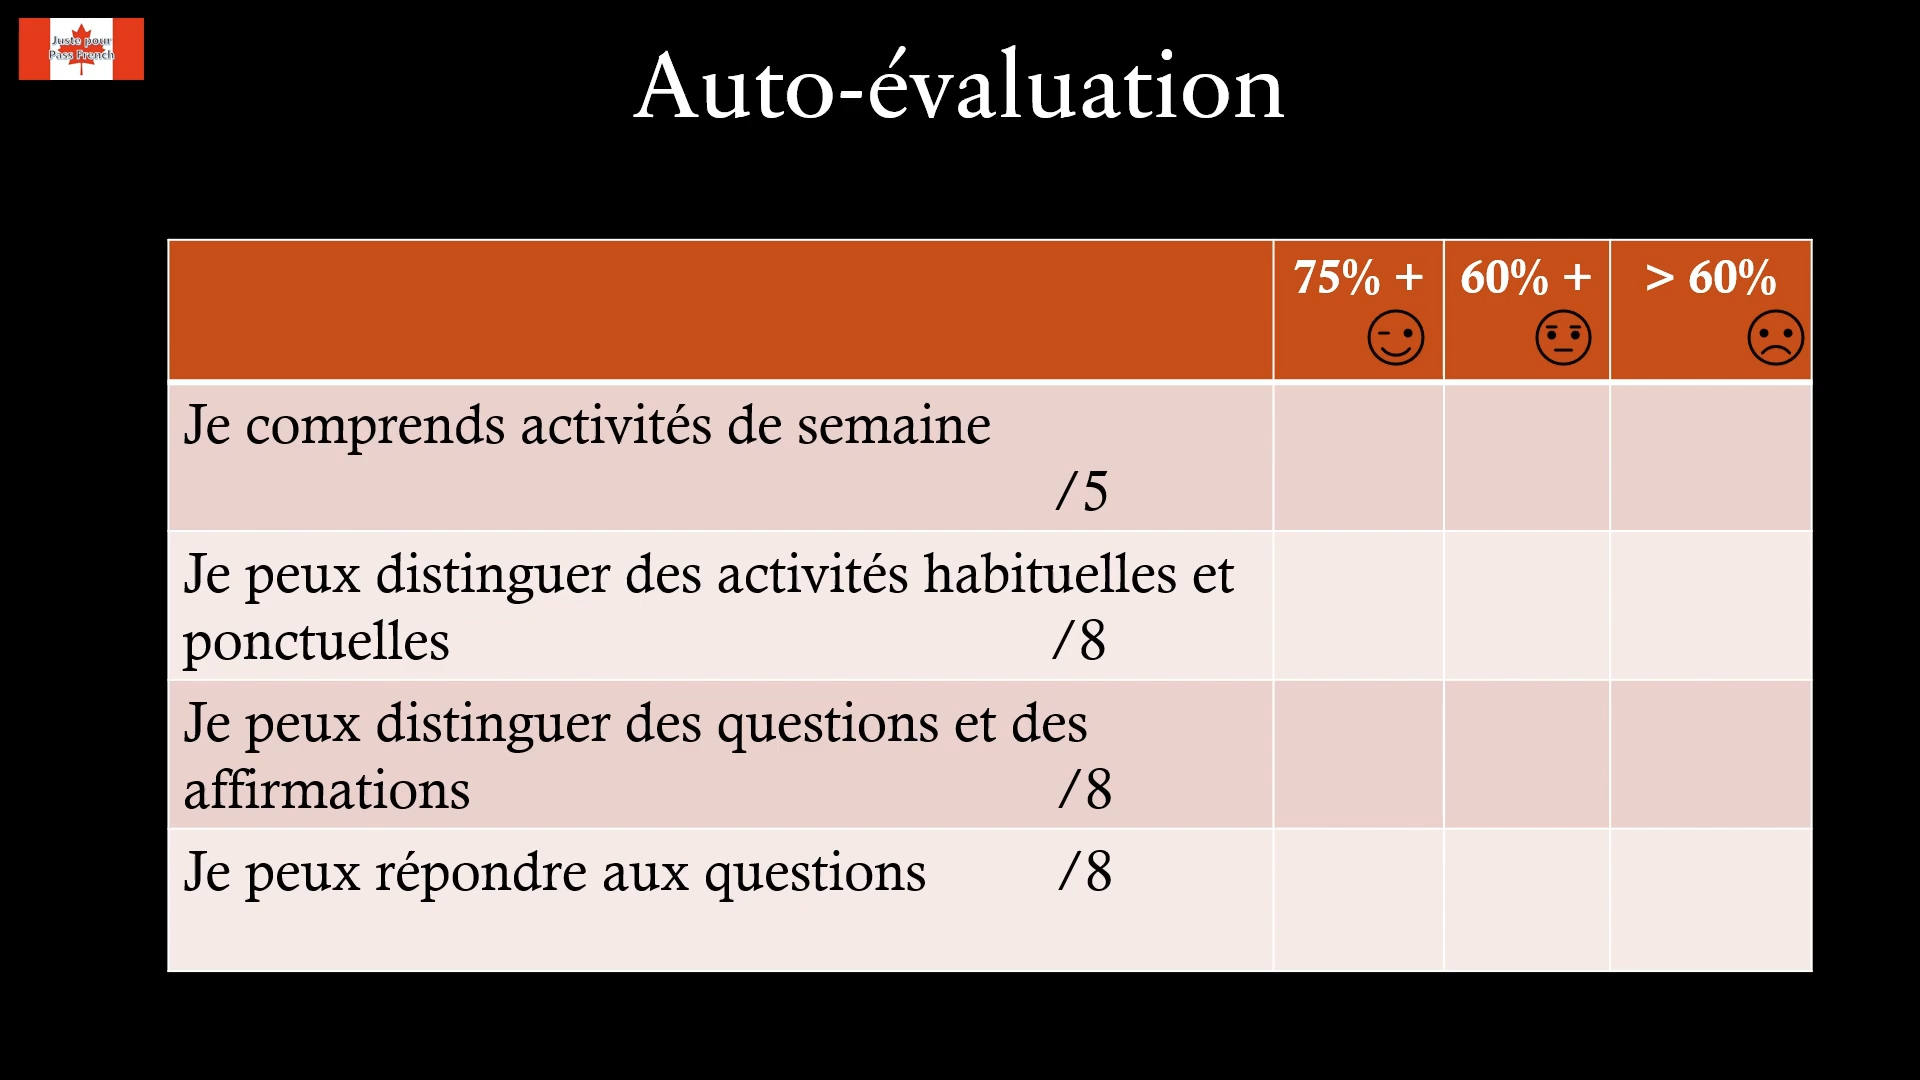 Juste pour
Pass French
Auto-évaluation
75% +
60% +
> 60%
Je comprends activités de semaine
/5
Je peux distinguer des activités habituelles et
ponctuelles /8
Je peux distinguer des questions et des
affirmations /8
Je peux répondre aux questions /8